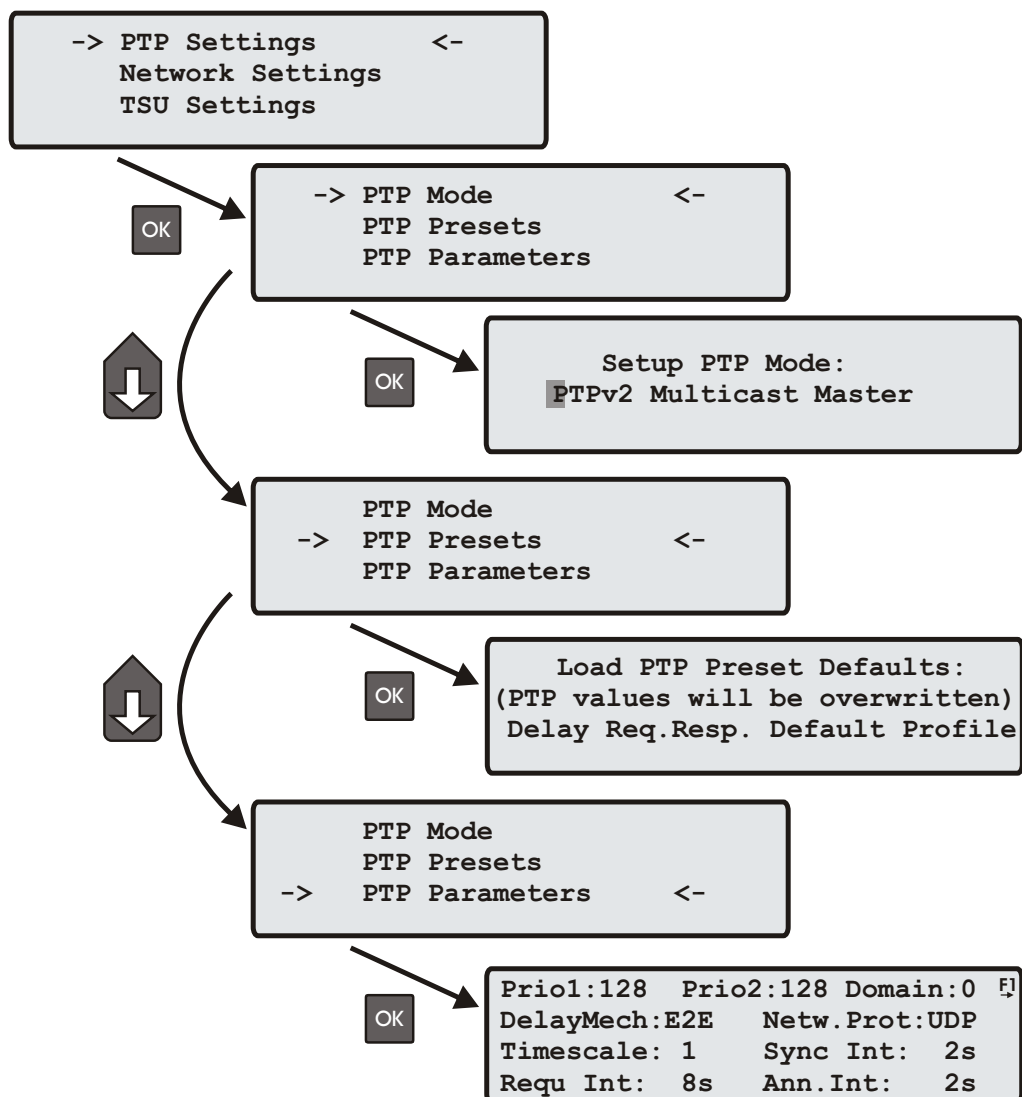 -> PTP Settings <-
Network Settings
TSU Settings
OK
-> PTP Mode <-
PTP Presets
PTP Parameters
OK
Setup PTP Mode:
PTPv2 Multicast Master
PTP Mode
-> PTP Presets <-
PTP Parameters
OK
Load PTP Preset Defaults:
(PTP values will be overwritten)
Delay Req.Resp. Default Profile
PTP Mode
PTP Presets
-> PTP Parameters <-
OK
Prio1:128 Prio2:128 Domain:0 F1
DelayMech:E2E Netw.Prot:UDP
Timescale: 1 Sync Int: 2s
Requ Int: 8s Ann.Int: 2s